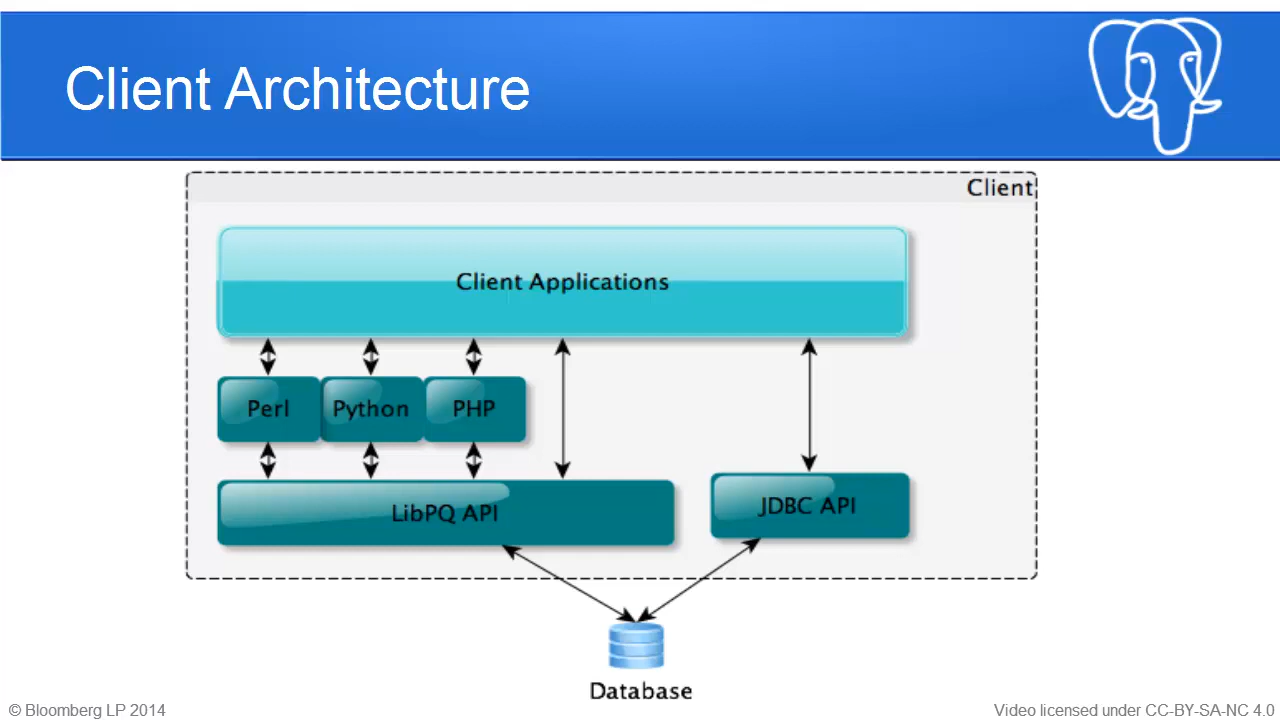 Client Architecture
Client
Client Applications
Perl
Python
PHP
LibPQ API
JDBC API
Database
© Bloomberg LP 2014
Video licensed under CC-BY-SA-NC 4.0